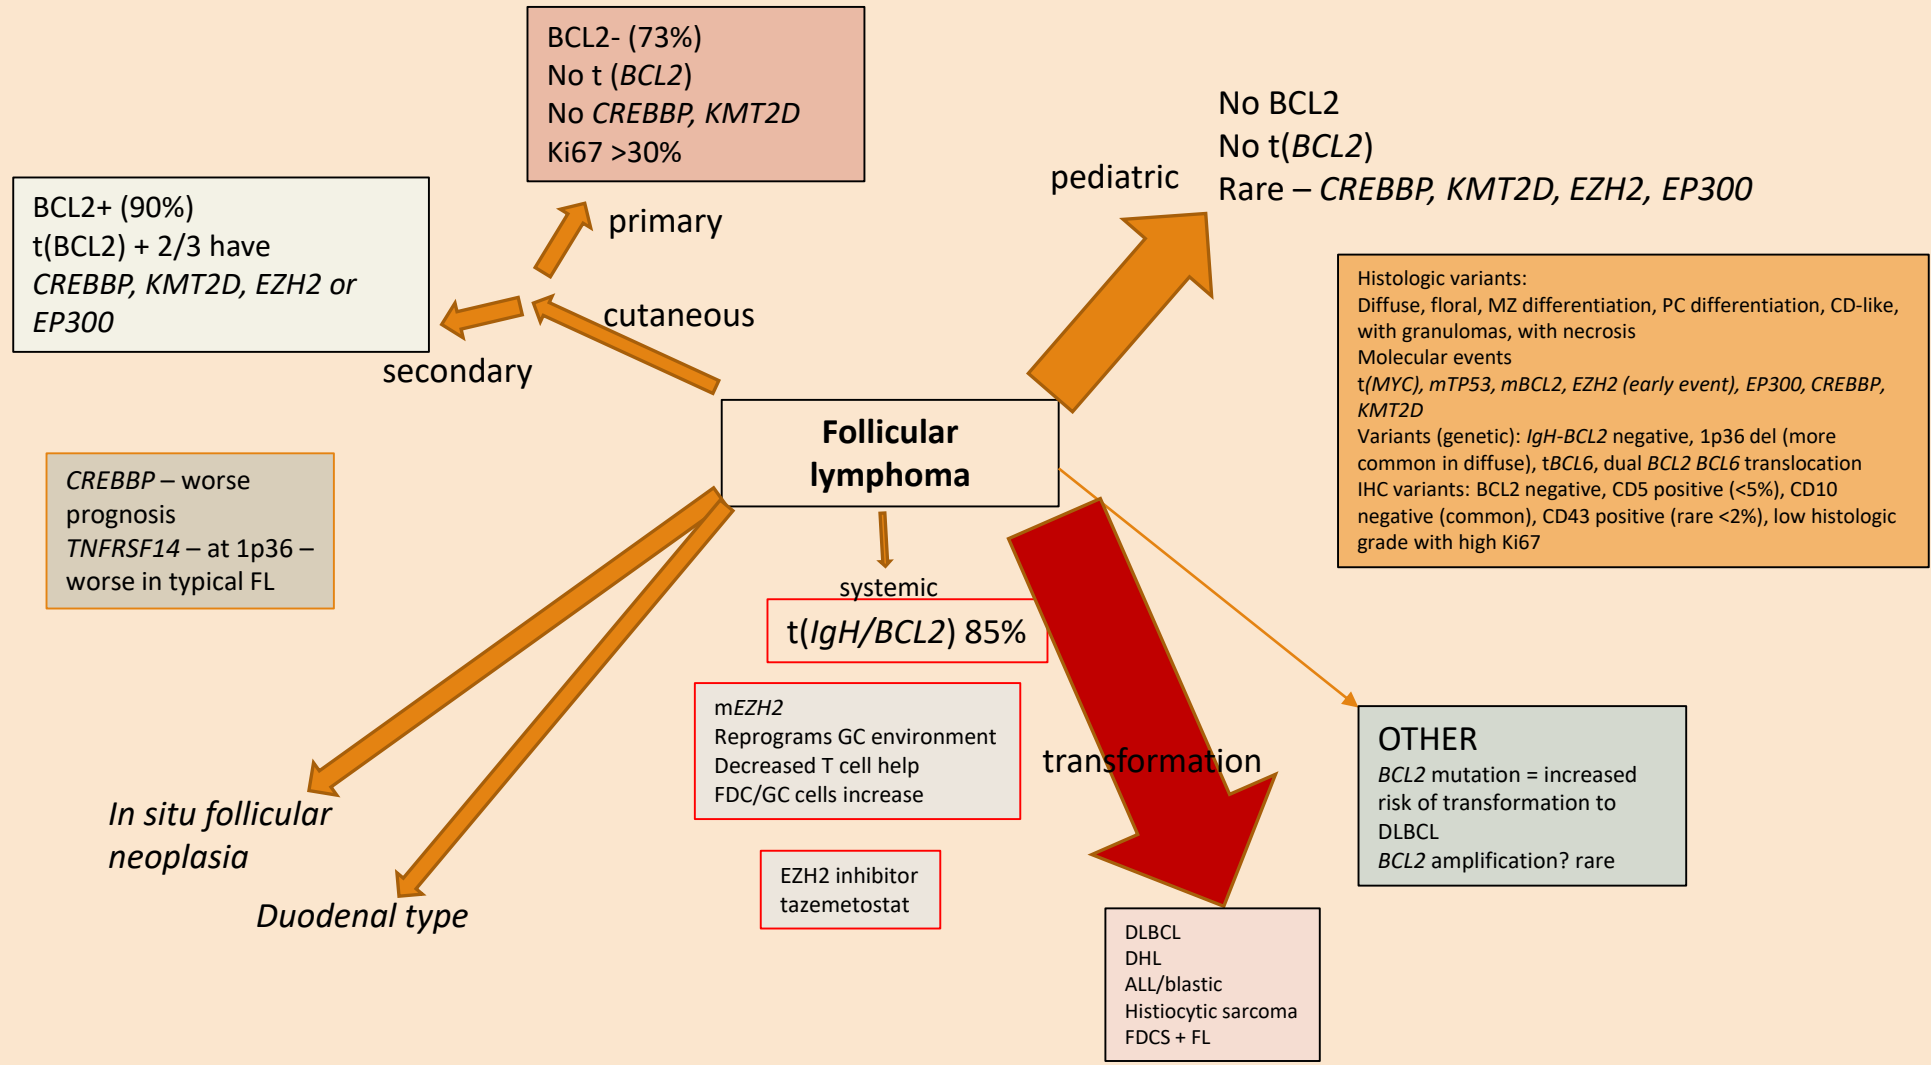 BCL2- (73%)
No t (BCL2)
No CREBBP, KMT2D
Ki67 >30%
primary
BCL2+ (90%)
t(BCL2) + 2/3 have
CREBBP, KMT2D, EZH2 or
EP300
secondary
cutaneous
pediatric
No BCL2
No t(BCL2)
Rare – CREBBP, KMT2D, EZH2, EP300
Histologic variants:
Diffuse, floral, MZ differentiation, PC differentiation, CD-like,
with granulomas, with necrosis
Molecular events
t(MYC), mTP53, mBCL2, EZH2 (early event), EP300, CREBBP,
KMT2D
Variants (genetic): IgH-BCL2 negative, 1p36 del (more
common in diffuse), tBCL6, dual BCL2 BCL6 translocation
IHC variants: BCL2 negative, CD5 positive (<5%), CD10
negative (common), CD43 positive (rare <2%), low histologic
grade with high Ki67
Follicular
lymphoma
CREBBP – worse
prognosis
TNFRSF14 – at 1p36 –
worse in typical FL
systemic
t(IgH/BCL2) 85%
mEZH2
Reprograms GC environment
Decreased T cell help
FDC/GC cells increase
EZH2 inhibitor
tazemetostat
In situ follicular
neoplasia
Duodenal type
transformation
DLBCL
DHL
ALL/blastic
Histiocytic sarcoma
FDCS + FL
OTHER
BCL2 mutation = increased
risk of transformation to
DLBCL
BCL2 amplification? rare